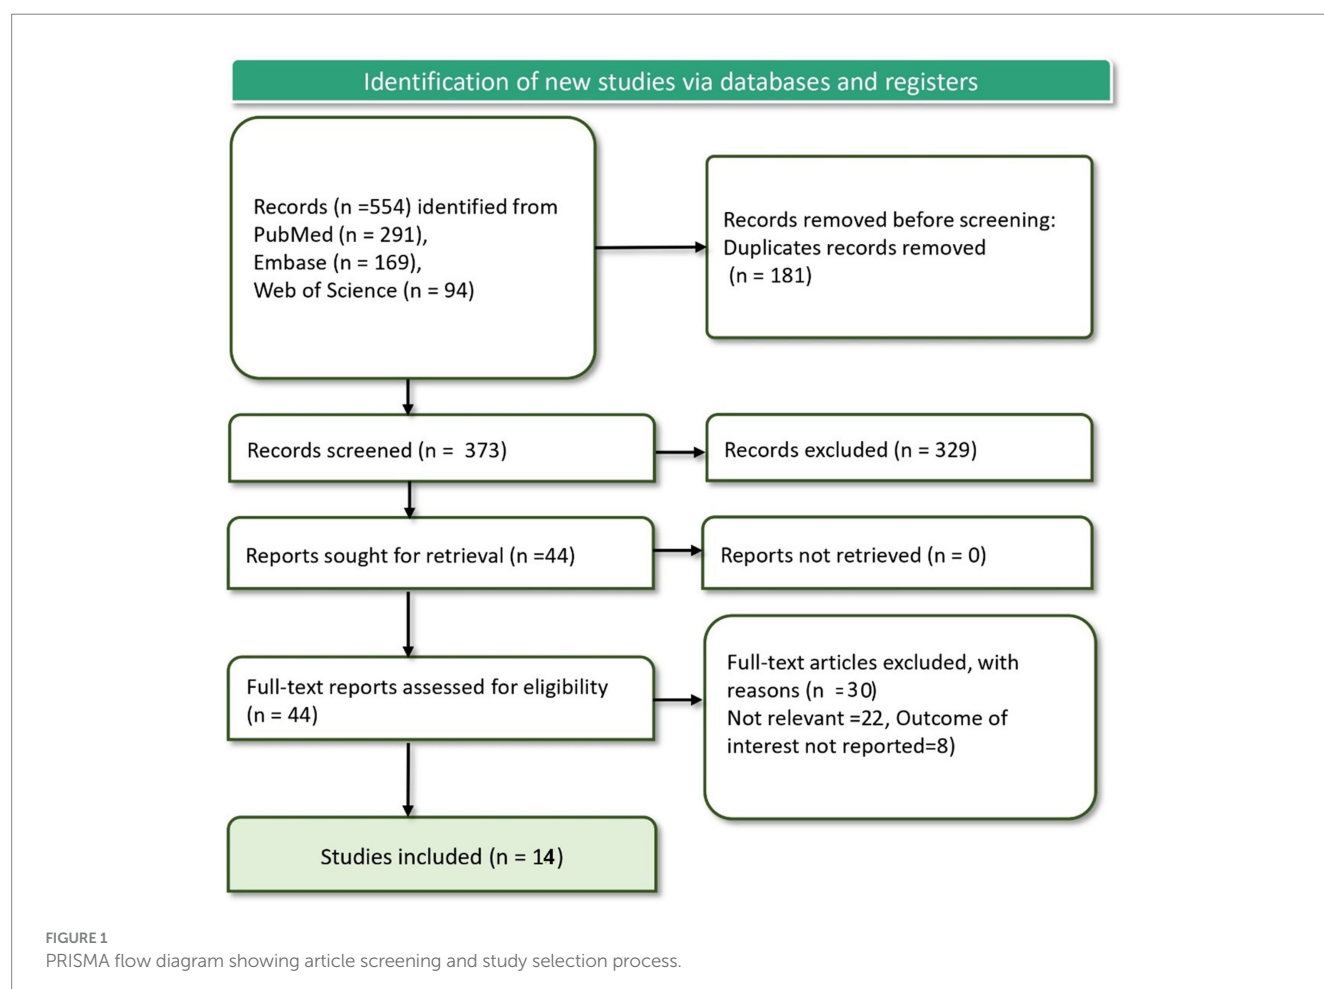 Identification of new studies via databases and registers
Records (n =554) identified from
PubMed (n = 291),
Embase (n = 169),
Web of Science (n = 94)
Records removed before screening:
Duplicates records removed
(n = 181)
Records screened (n = 373)
Records excluded (n = 329)
Reports sought for retrieval (n =44)
Reports not retrieved (n = 0)
Full-text reports assessed for eligibility
(n = 44)
Full-text articles excluded, with
reasons (n =30)
Not relevant =22, Outcome of
interest not reported=8)
Studies included (n = 14)
FIGURE 1
PRISMA flow diagram showing article screening and study selection process.